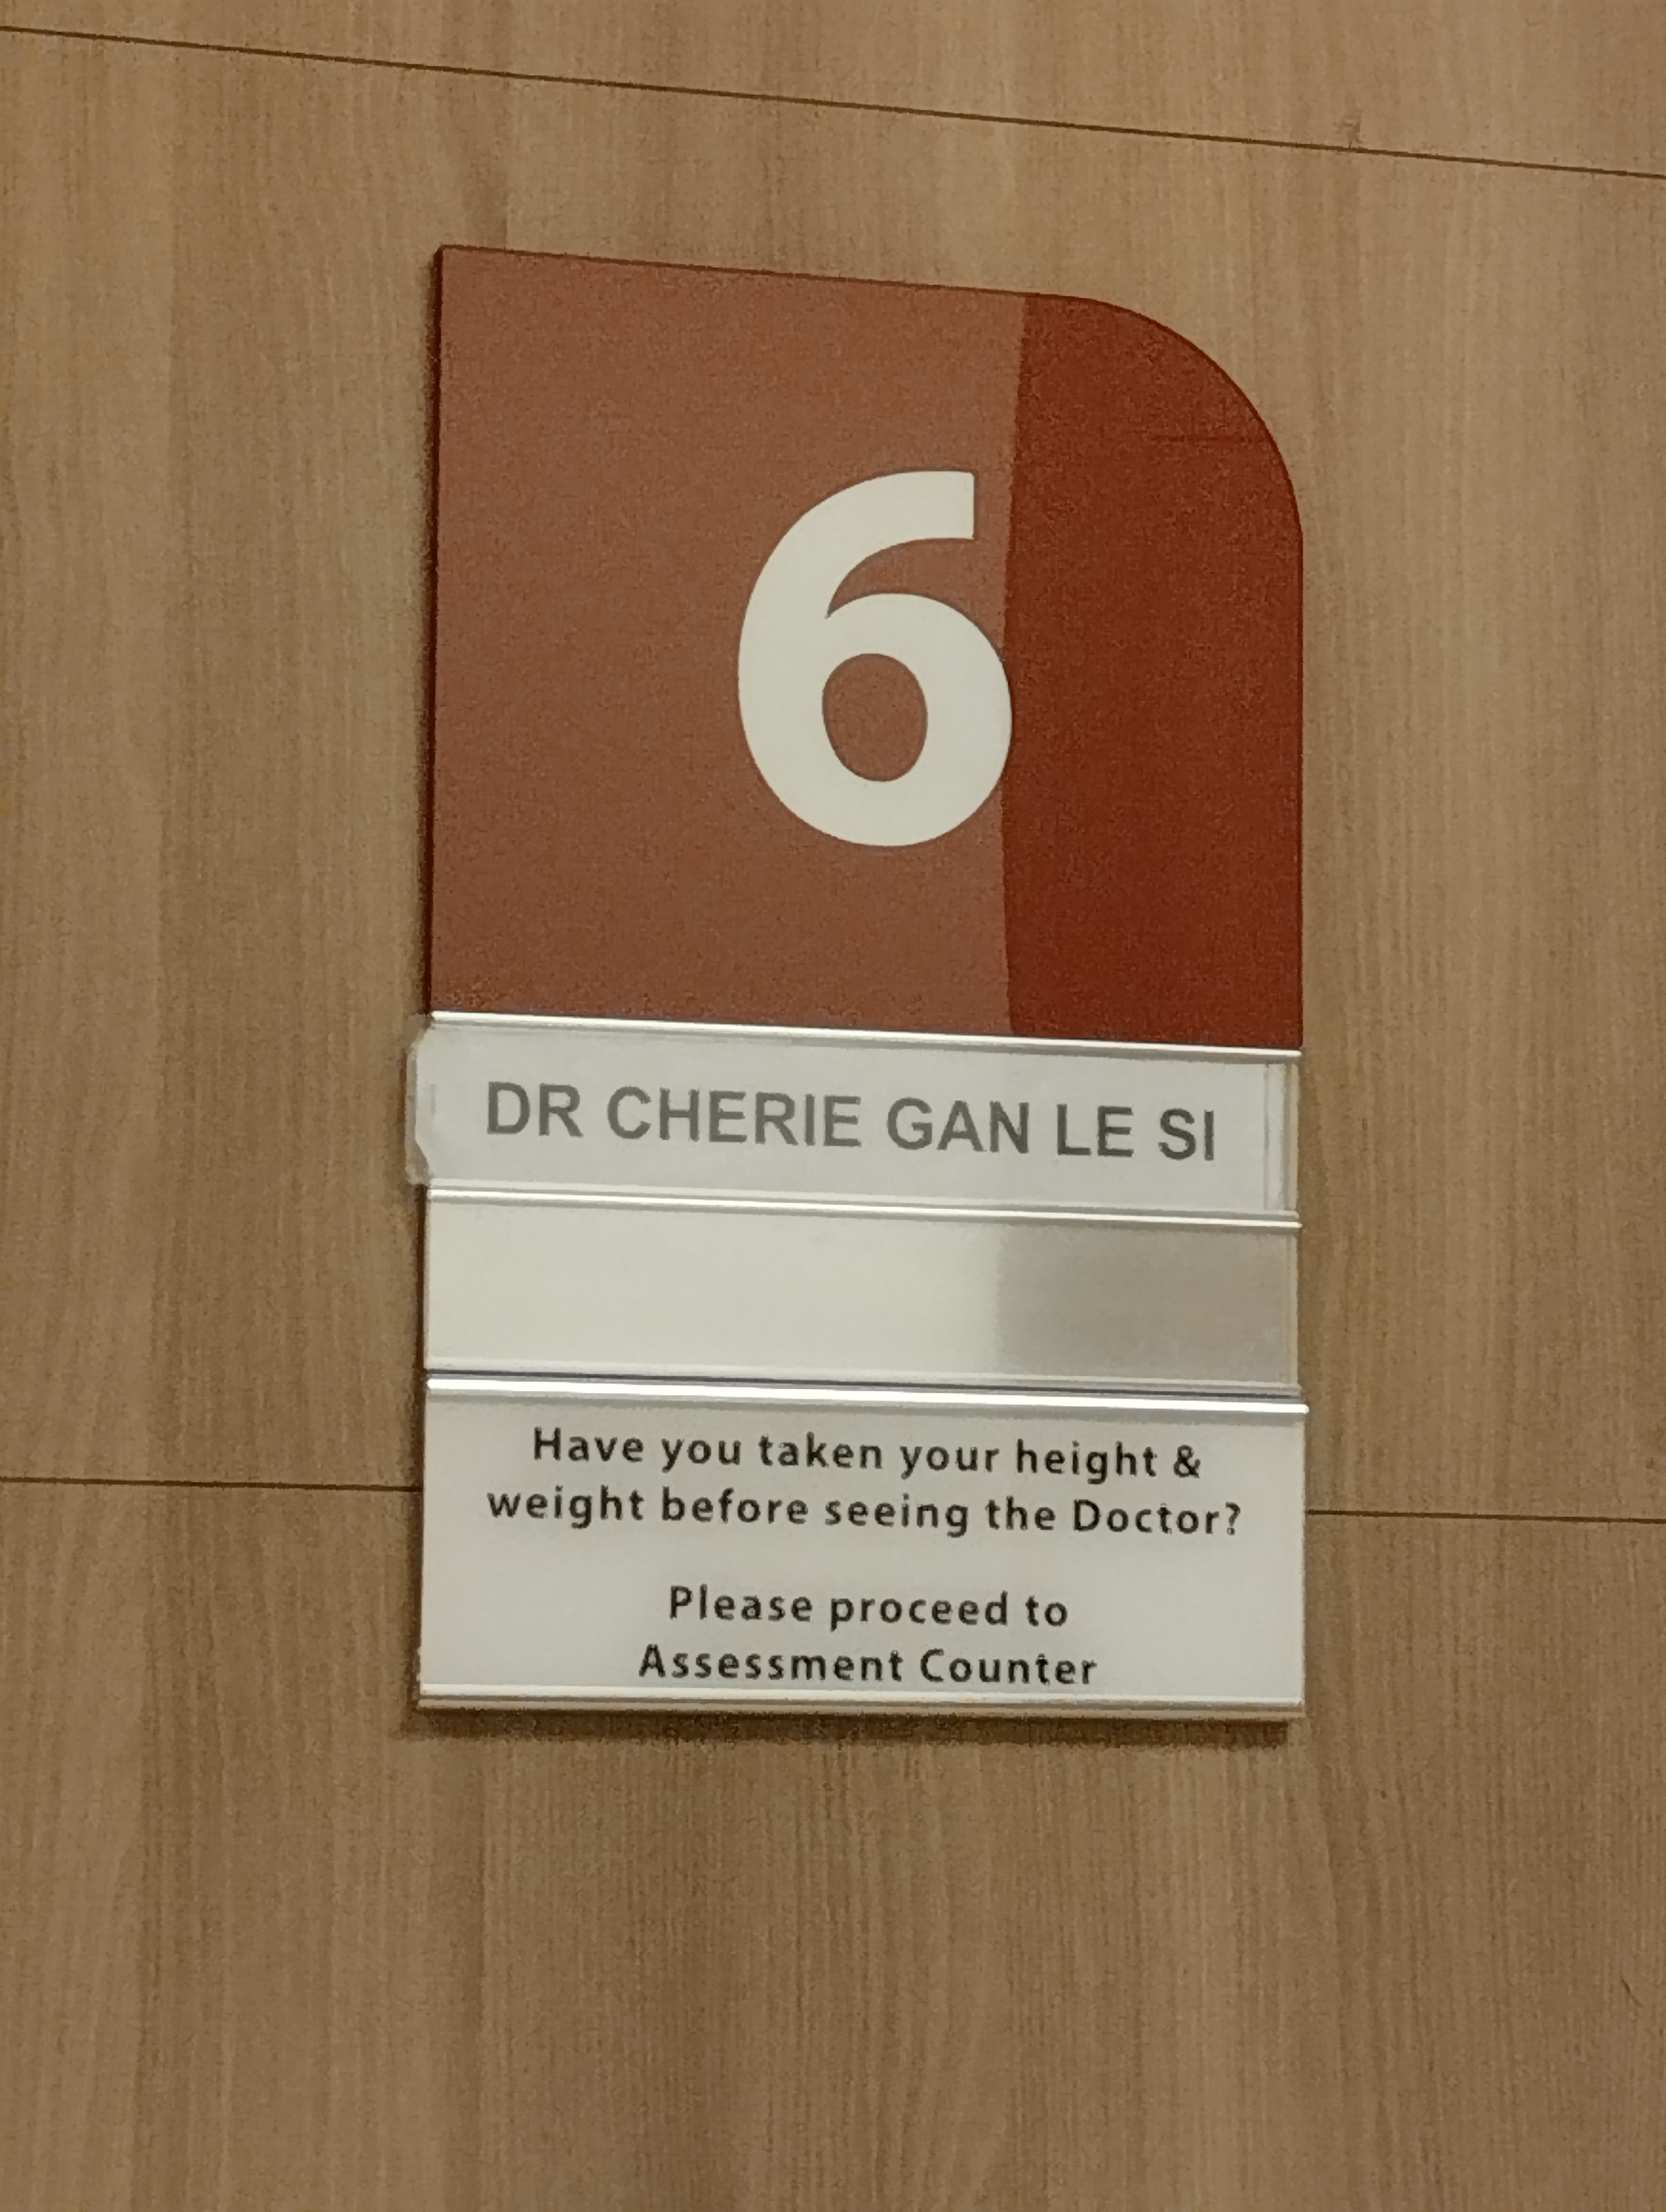 6
DR CHERIE GAN LE SI
Have you taken your height &
weight before seeing the Doctor?
Please proceed to
Assessment Counter